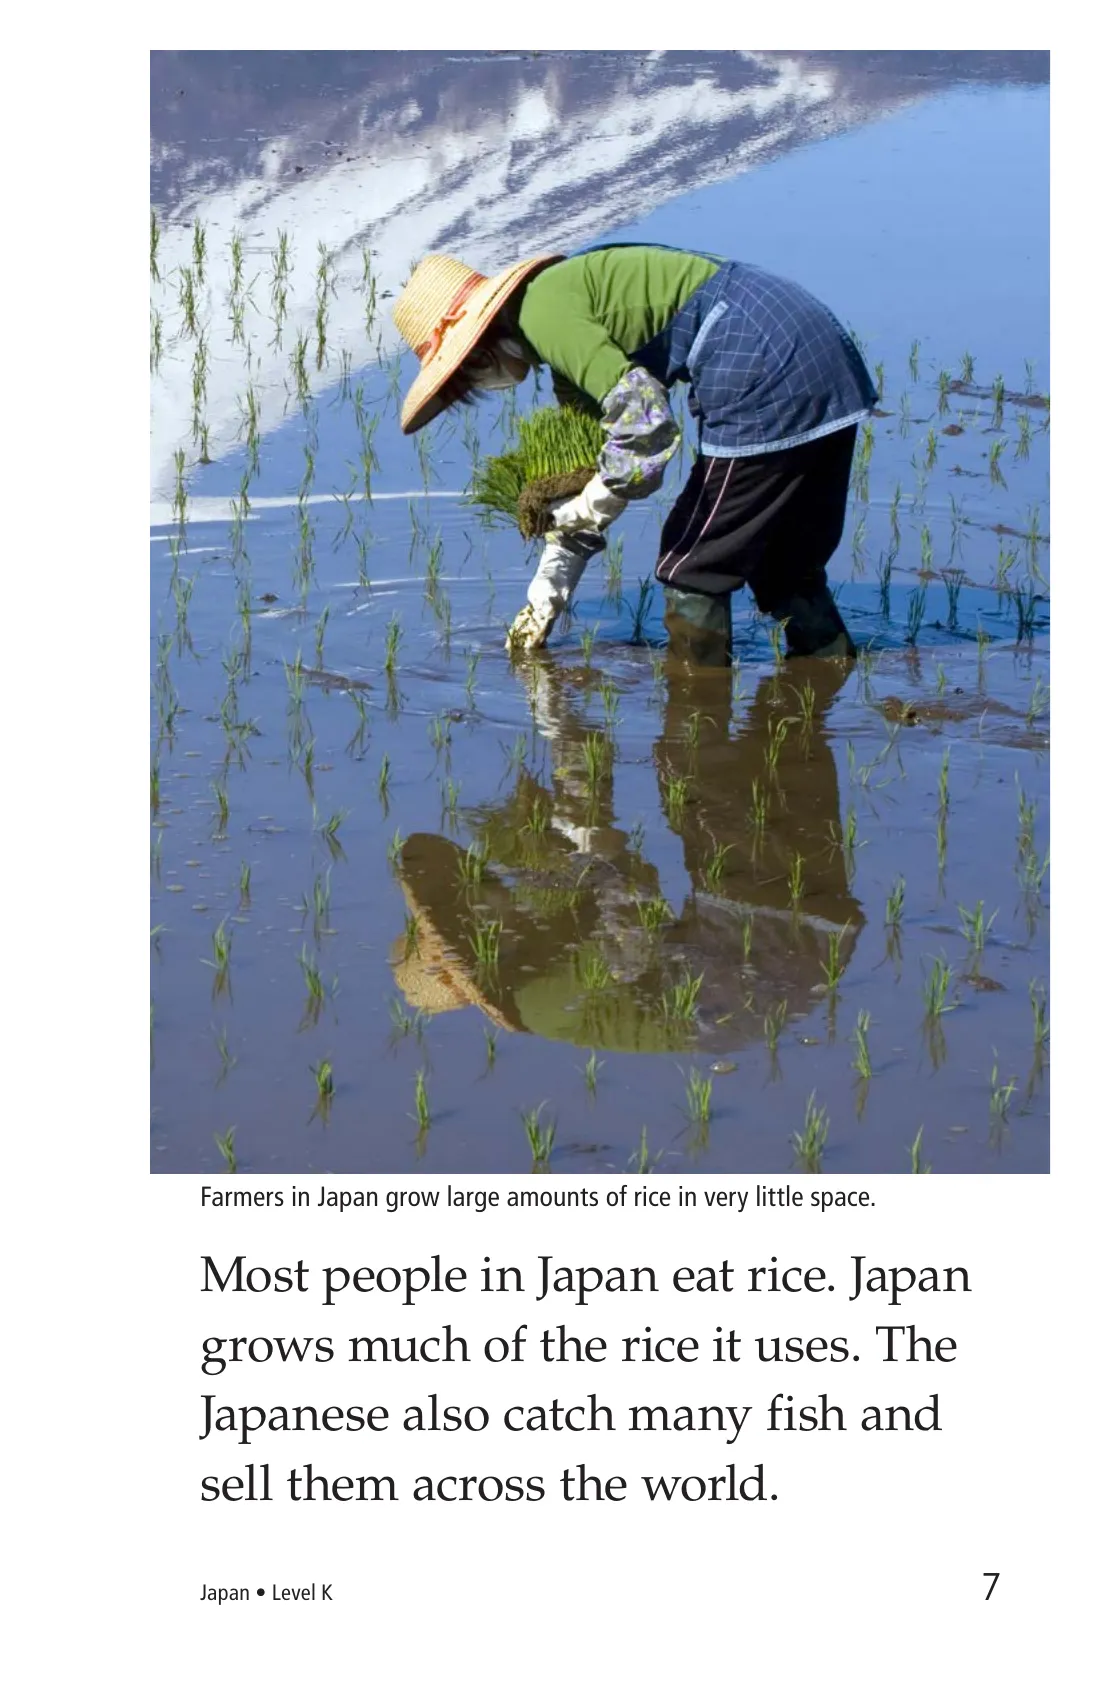 Farmers in Japan grow large amounts of rice in very little space.
Most people in Japan eat rice. Japan
grows much of the rice it uses. The
Japanese also catch many fish and
sell them across the world.
Japan • Level K
7